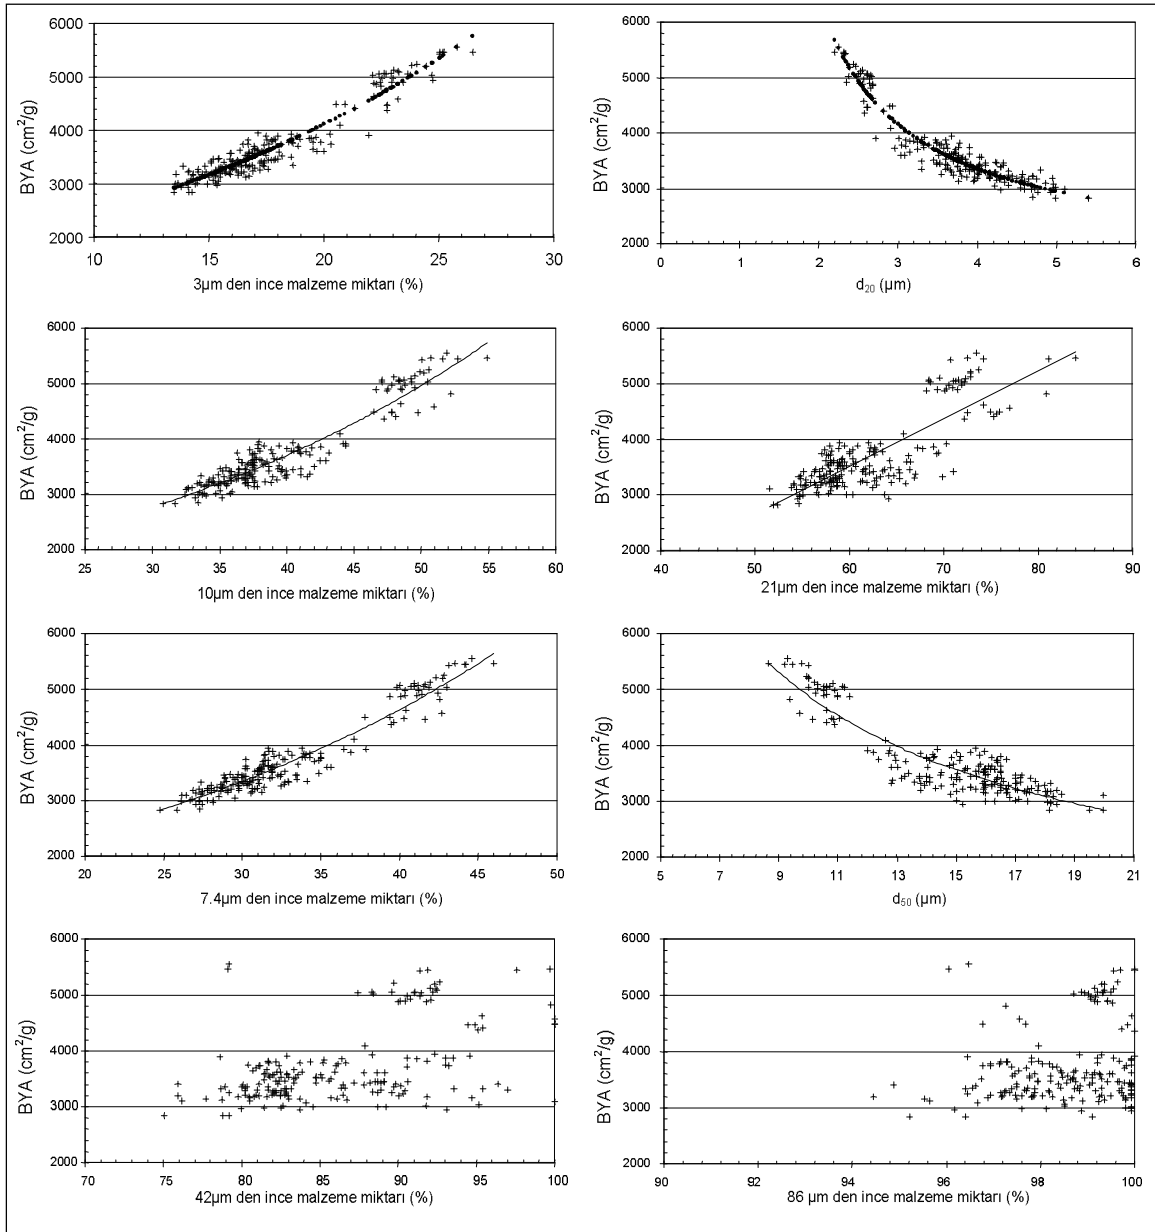 6000
5000
4000
3000
2000
BYA (cm²/g)
10 15 20 25 30
3µm den ince malzeme miktarı (%)
6000
5000
4000
3000
2000
BYA (cm²/g)
0 1 2 3 4 5 6
d₂₀ (µm)
6000
5000
4000
3000
2000
BYA (cm²/g)
25 30 35 40 45 50 55 60
10µm den ince malzeme miktarı (%)
6000
5000
4000
3000
2000
BYA (cm²/g)
40 50 60 70 80 90
21µm den ince malzeme miktarı (%)
6000
5000
4000
3000
2000
BYA (cm²/g)
20 25 30 35 40 45 50
7.4µm den ince malzeme miktarı (%)
6000
5000
4000
3000
2000
BYA (cm²/g)
5 7 9 11 13 15 17 19 21
d₅₀ (µm)
6000
5000
4000
3000
2000
BYA (cm²/g)
70 75 80 85 90 95 100
42µm den ince malzeme miktarı (%)
6000
5000
4000
3000
2000
BYA (cm²/g)
90 92 94 96 98 100
86 µm den ince malzeme miktarı (%)